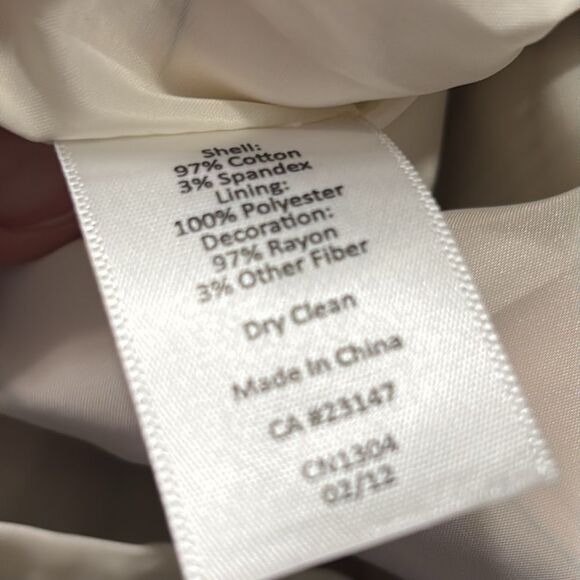 Shell:
97% Cotton
3% Spandex
Lining:
100% Polyester
Decoration:
97% Rayon
3% Other Fiber
Dry Clean
Made In China
CA #23147
CN1304
02/12